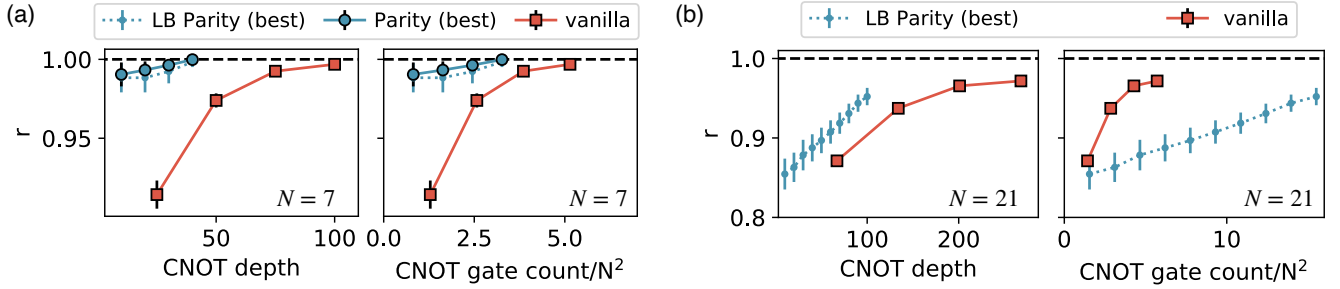 (a)
LB Parity (best) Parity (best) vanilla
1.00
0.95
r
N = 7
50 100
CNOT depth
N = 7
0.0 2.5 5.0
CNOT gate count/N²
(b)
LB Parity (best) vanilla
1.0
0.9
0.8
r
N = 21
100 200
CNOT depth
N = 21
0 10
CNOT gate count/N²